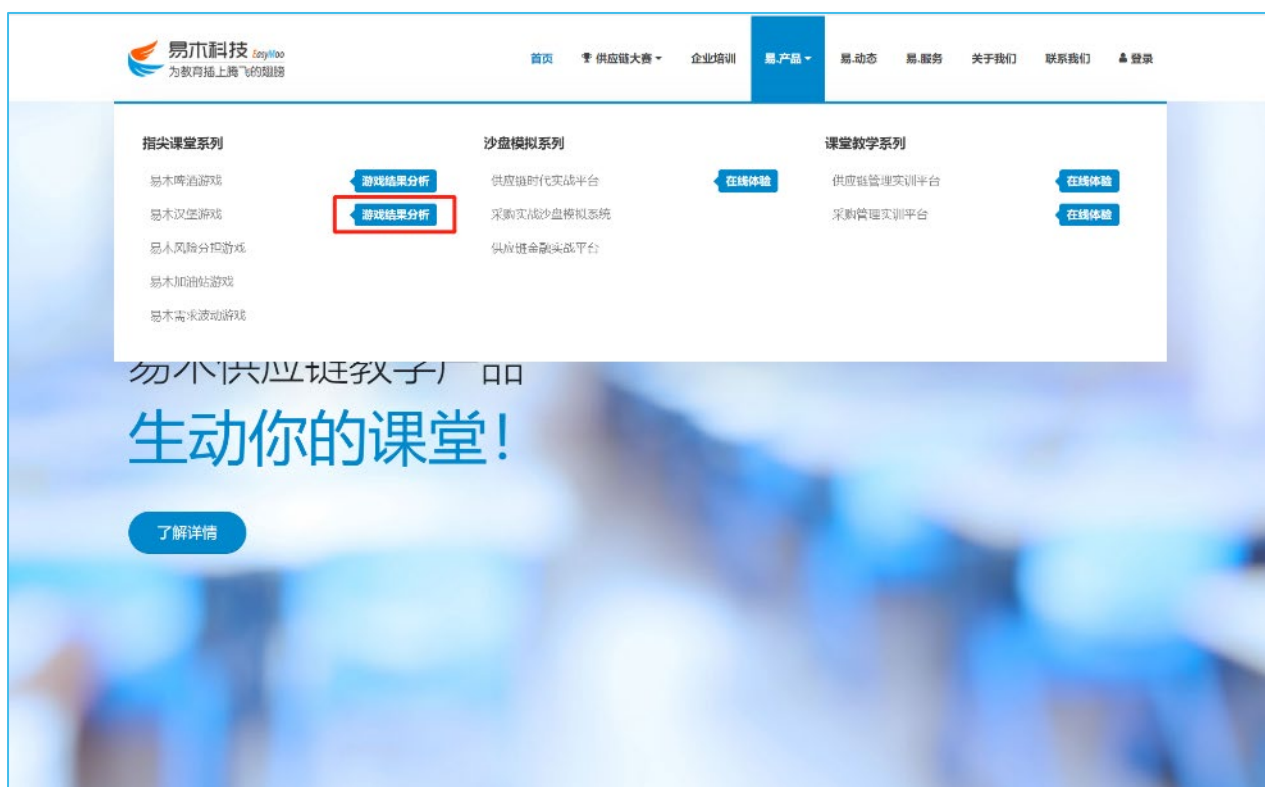 易木科技 EasyMoo
为教育插上腾飞的翅膀
首页 供应链大赛 企业培训 易.产品 易.动态 易.服务 关于我们 联系我们 登录
指尖课堂系列 沙盘模拟系列 课堂教学系列
易木啤酒游戏 游戏结果分析 供应链时代实战平台 在线体验 供应链管理实训平台 在线体验
易木汉堡游戏 游戏结果分析 采购实战沙盘模拟系统 采购管理实训平台 在线体验
易木风险分担游戏 供应链金融实战平台
易木加油站游戏
易木需求波动游戏
易木供应链教学产品
生动你的课堂!
了解详情